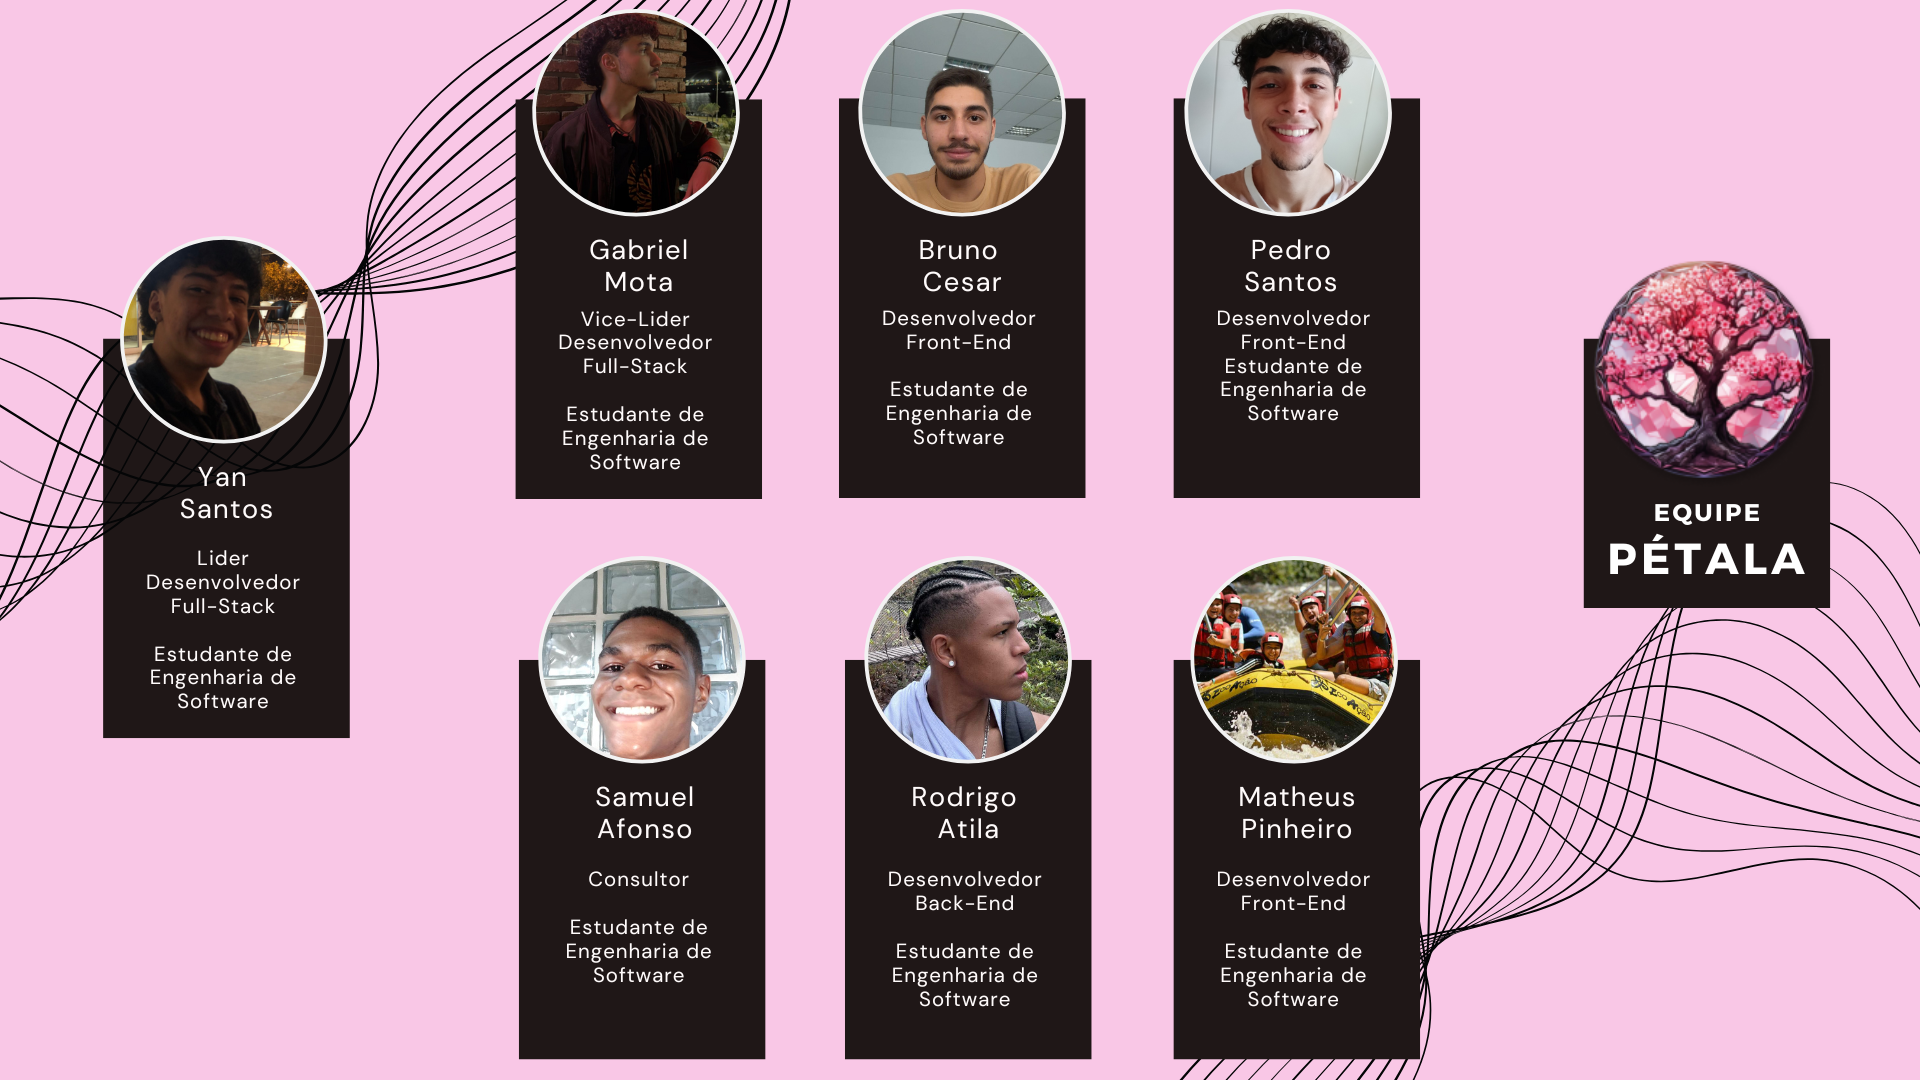 Yan
Santos
Lider
Desenvolvedor
Full-Stack
Estudante de
Engenharia de
Software
Gabriel
Mota
Vice-Lider
Desenvolvedor
Full-Stack
Estudante de
Engenharia de
Software
Bruno
Cesar
Desenvolvedor
Front-End
Estudante de
Engenharia de
Software
Pedro
Santos
Desenvolvedor
Front-End
Estudante de
Engenharia de
Software
Samuel
Afonso
Consultor
Estudante de
Engenharia de
Software
Rodrigo
Atila
Desenvolvedor
Back-End
Estudante de
Engenharia de
Software
Matheus
Pinheiro
Desenvolvedor
Front-End
Estudante de
Engenharia de
Software
EQUIPE
PÉTALA